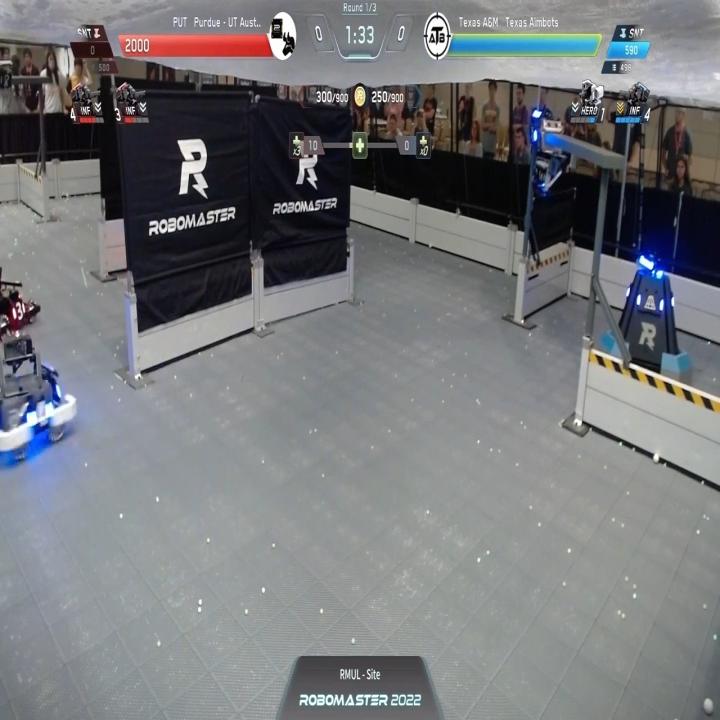 Round 1/3
PUT Purdue - UT Aust..
0
1:33
0
Texas A&M Texas Aimbots
ATB
SNT
0
500
2000
SNT
590
498
4 INF
3 INF
300/900
250/900
HERO 1
INF 4
x3
10
0
x0
ROBOMASTER
ROBOMASTER
R
RMUL - Site
ROBOMASTER 2022